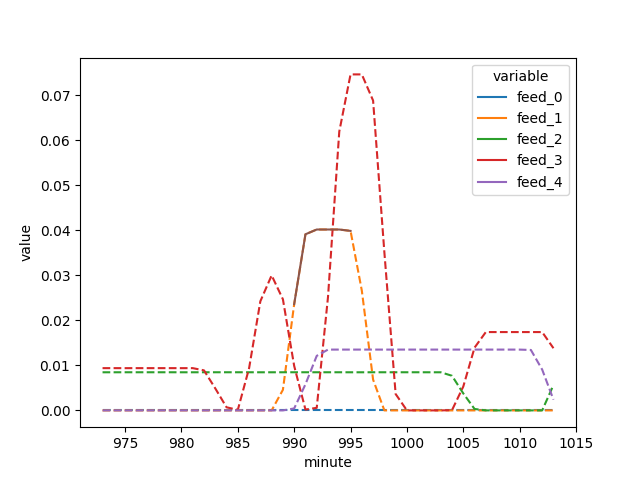 variable
feed_0
feed_1
feed_2
feed_3
feed_4
value
0.07
0.06
0.05
0.04
0.03
0.02
0.01
0.00
975 980 985 990 995 1000 1005 1010 1015
minute